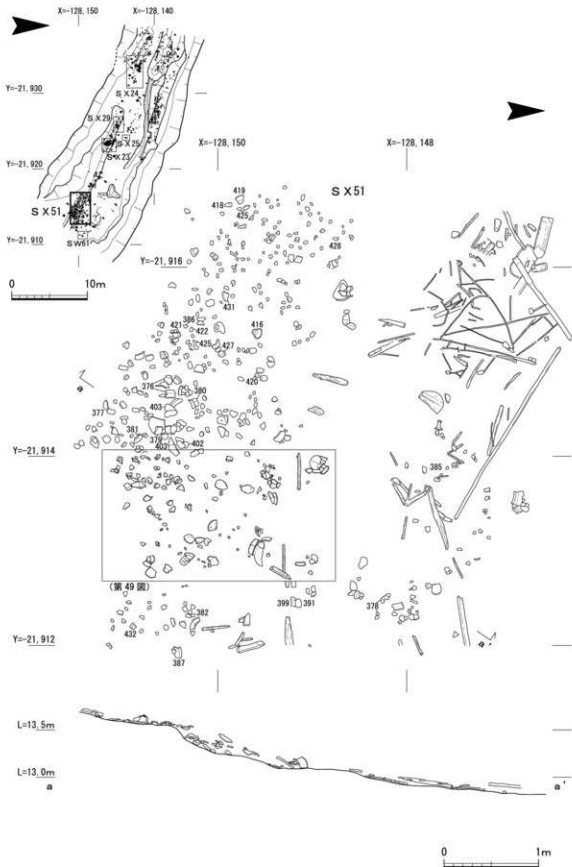 X=-128,150
X=-128,140
Y=-21,930
SX24
SX29
SX25
SX23
Y=-21,920
SX51
SW61
Y=-21,910
0 10m
X=-128,150
X=-128,148
SX51
419
418
425
428
Y=-21,916
431
386
421
422
416
425
427
420
376
380
377
403
381
379
403
402
Y=-21,914
385
(第49図)
382
399
391
378
432
387
Y=-21,912
L=13.5m
L=13.0m
a
a'
0 1m